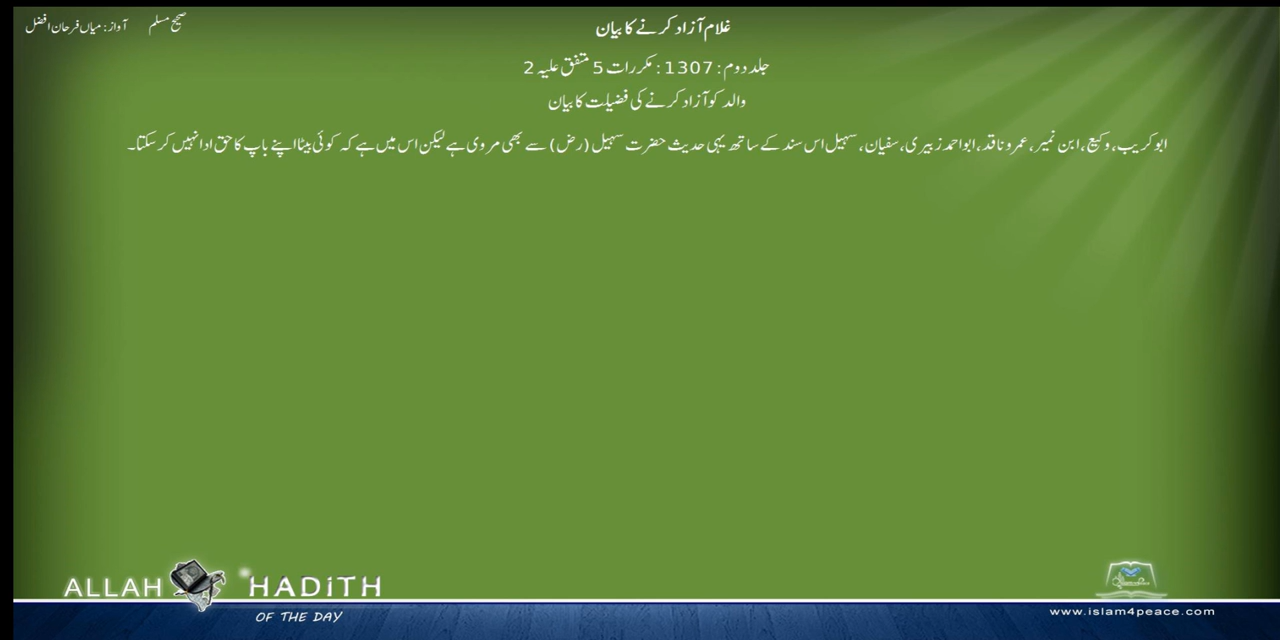 صحیح مسلم آواز: میاں فرحان افضل
غلام آزاد کرنے کا بیان
جلد دوم : 1307 : مکررات 5 متفق علیہ 2
والد کو آزاد کرنے کی فضیلت کا بیان
ابوکریب، وکیع، ابن نمیر، عمرو ناقد، ابواحمد زبیری، سفیان، سہیل اس سند کے ساتھ یہی حدیث حضرت سہیل (رض) سے بھی مروی ہے لیکن اس میں ہے کہ کوئی بیٹا اپنے باپ کا حق ادا نہیں کر سکتا۔
ALLAH HADITH
OF THE DAY
www.islam4peace.com